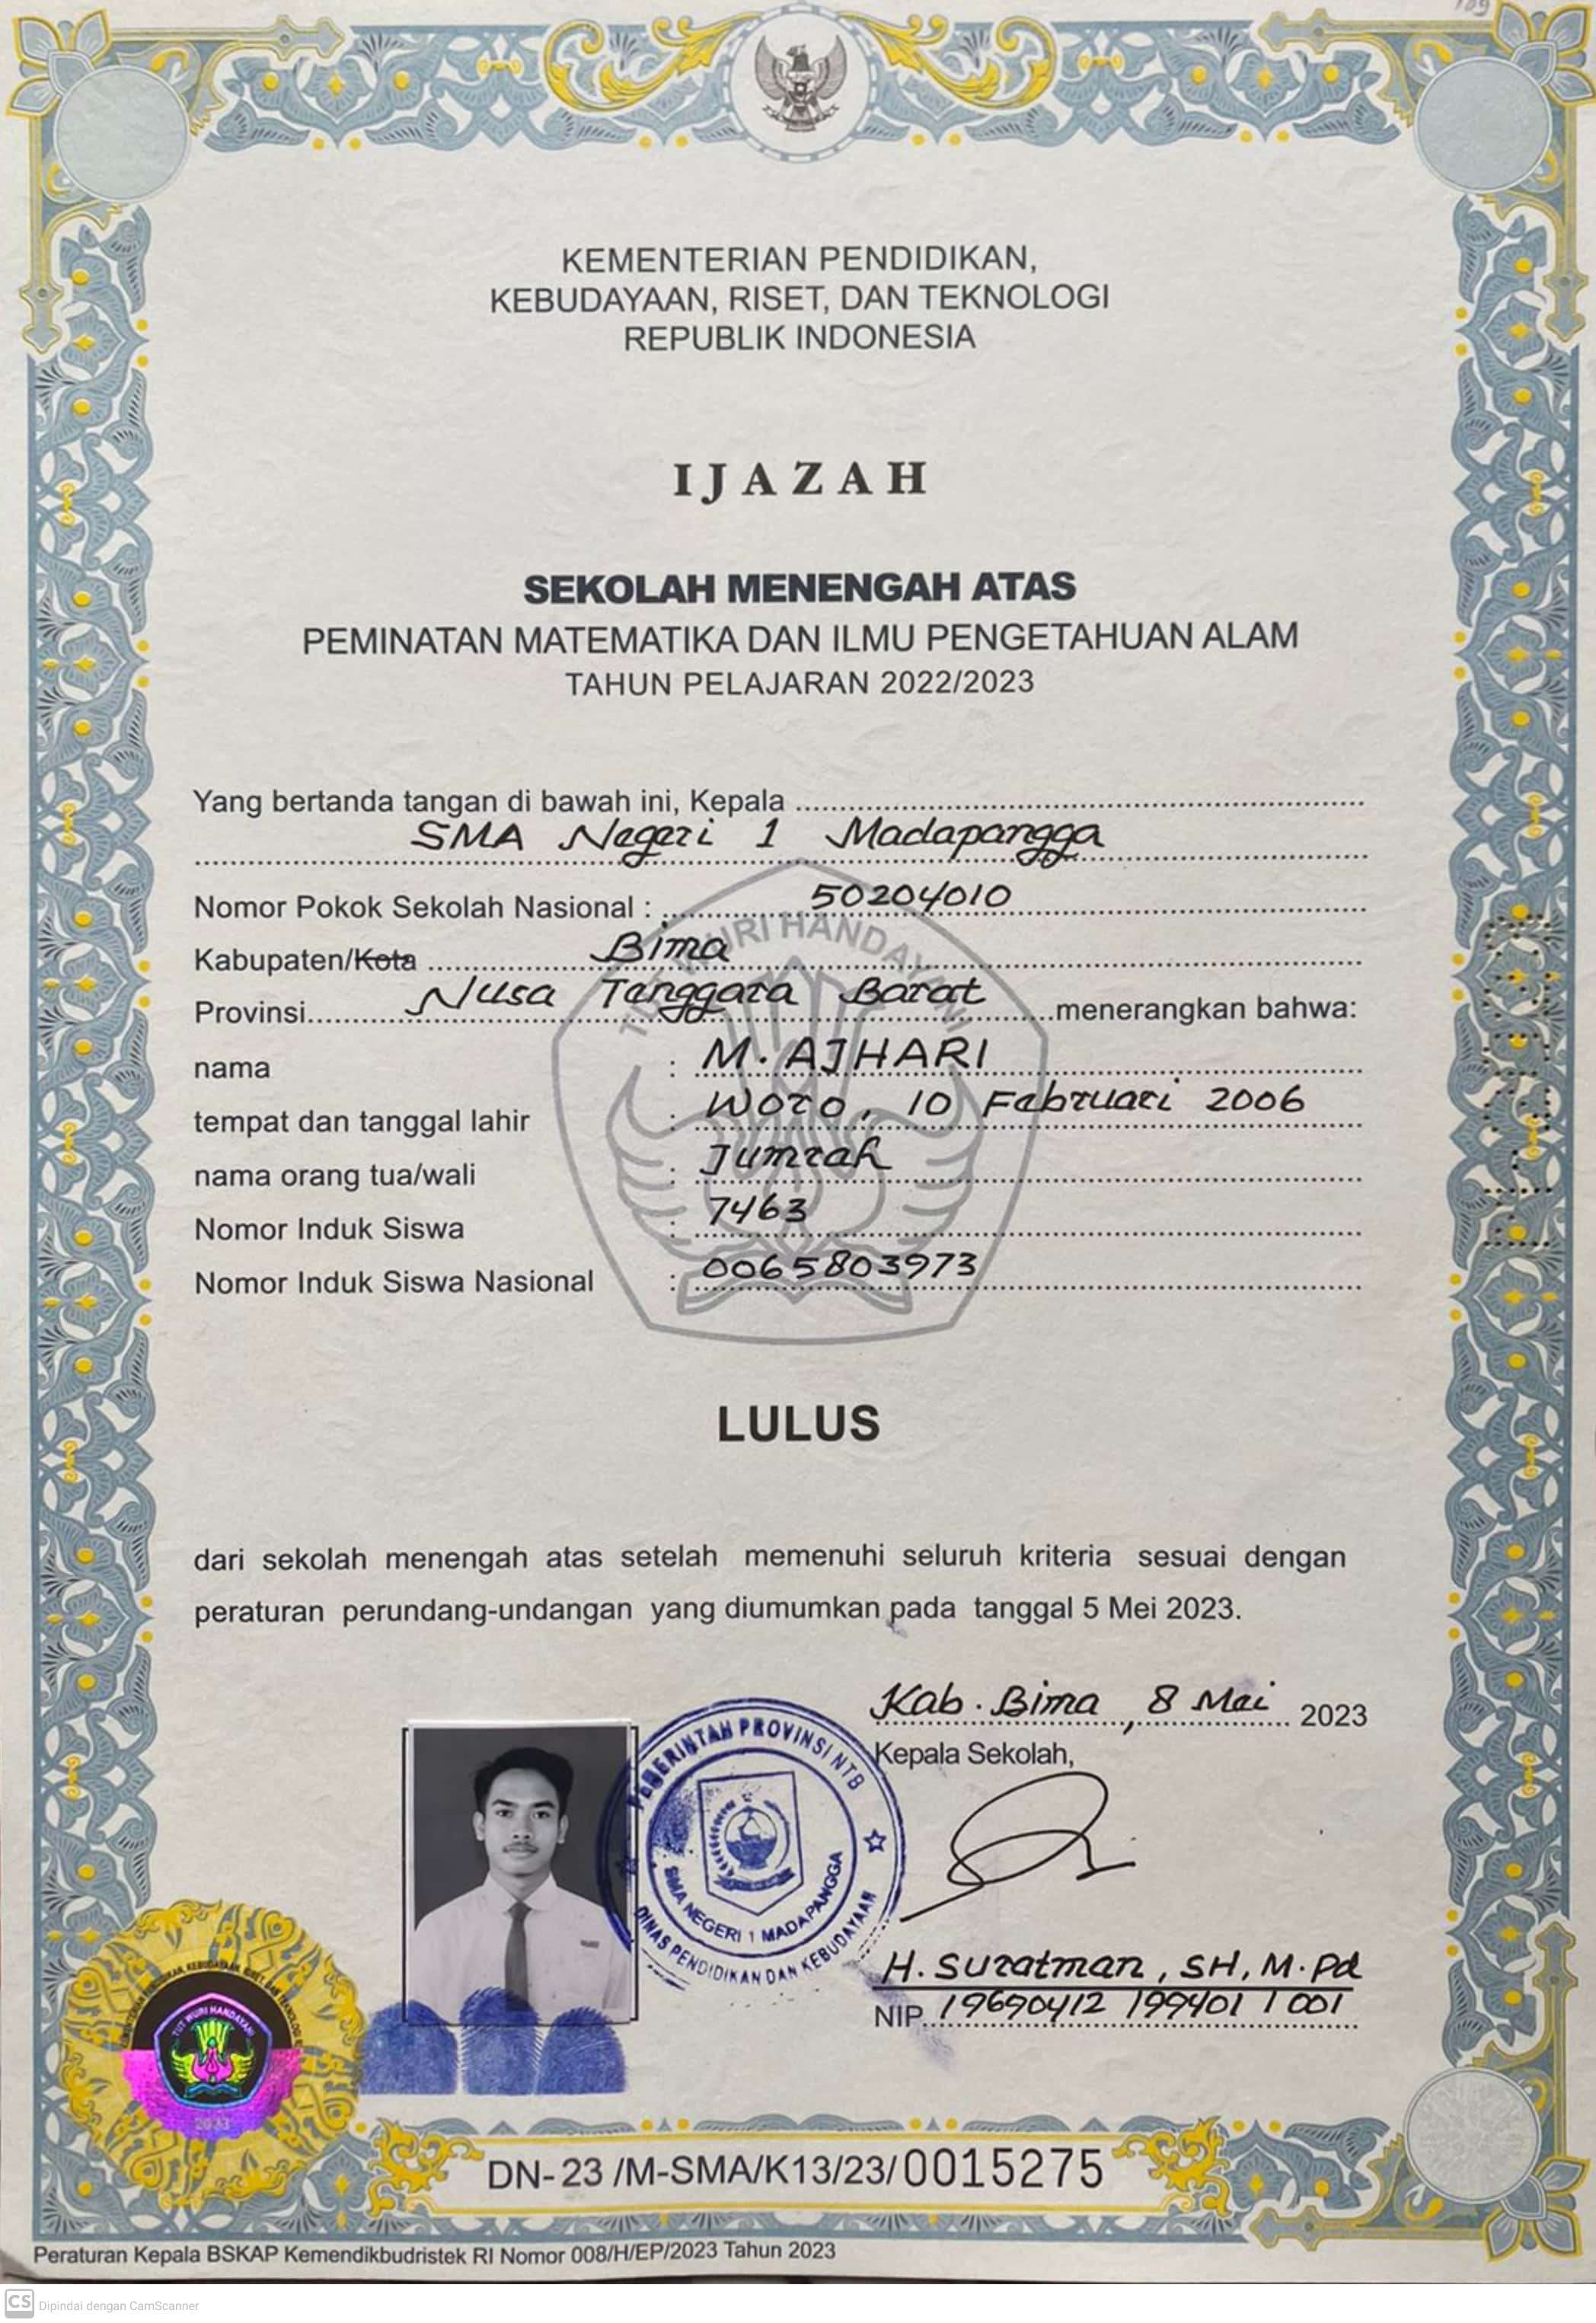 109
KEMENTERIAN PENDIDIKAN,
KEBUDAYAAN, RISET, DAN TEKNOLOGI
REPUBLIK INDONESIA
IJAZAH
SEKOLAH MENENGAH ATAS
PEMINATAN MATEMATIKA DAN ILMU PENGETAHUAN ALAM
TAHUN PELAJARAN 2022/2023
Yang bertanda tangan di bawah ini, Kepala
SMA Negeri 1 Madapangga
Nomor Pokok Sekolah Nasional : 50204010
Kabupaten/Kota Bima
Provinsi Nusa Tenggara Barat menerangkan bahwa:
nama : M. AJHARI
tempat dan tanggal lahir : Woro, 10 Februari 2006
nama orang tua/wali : Jumrah
Nomor Induk Siswa : 7463
Nomor Induk Siswa Nasional : 0065803973
TUT WURI HANDAYANI
LULUS
dari sekolah menengah atas setelah memenuhi seluruh kriteria sesuai dengan
peraturan perundang-undangan yang diumumkan pada tanggal 5 Mei 2023.
Kab. Bima, 8 Mei 2023
Kepala Sekolah,
PEMERINTAH PROVINSI NTB
SMA NEGERI 1 MADAPANGGA
DINAS PENDIDIKAN DAN KEBUDAYAAN
H. Suratman, SH, M.Pd
NIP. 19690412 199401 1 001
TUT WURI HANDAYANI
2023
DN-23 /M-SMA/K13/23/0015275
Peraturan Kepala BSKAP Kemendikbudristek RI Nomor 008/H/EP/2023 Tahun 2023
CS Dipindai dengan CamScanner